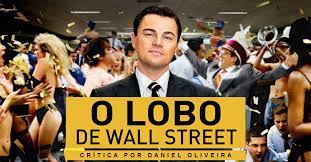 O LOBO
DE WALL STREET
CRÍTICA POR DANIEL OLIVEIRA